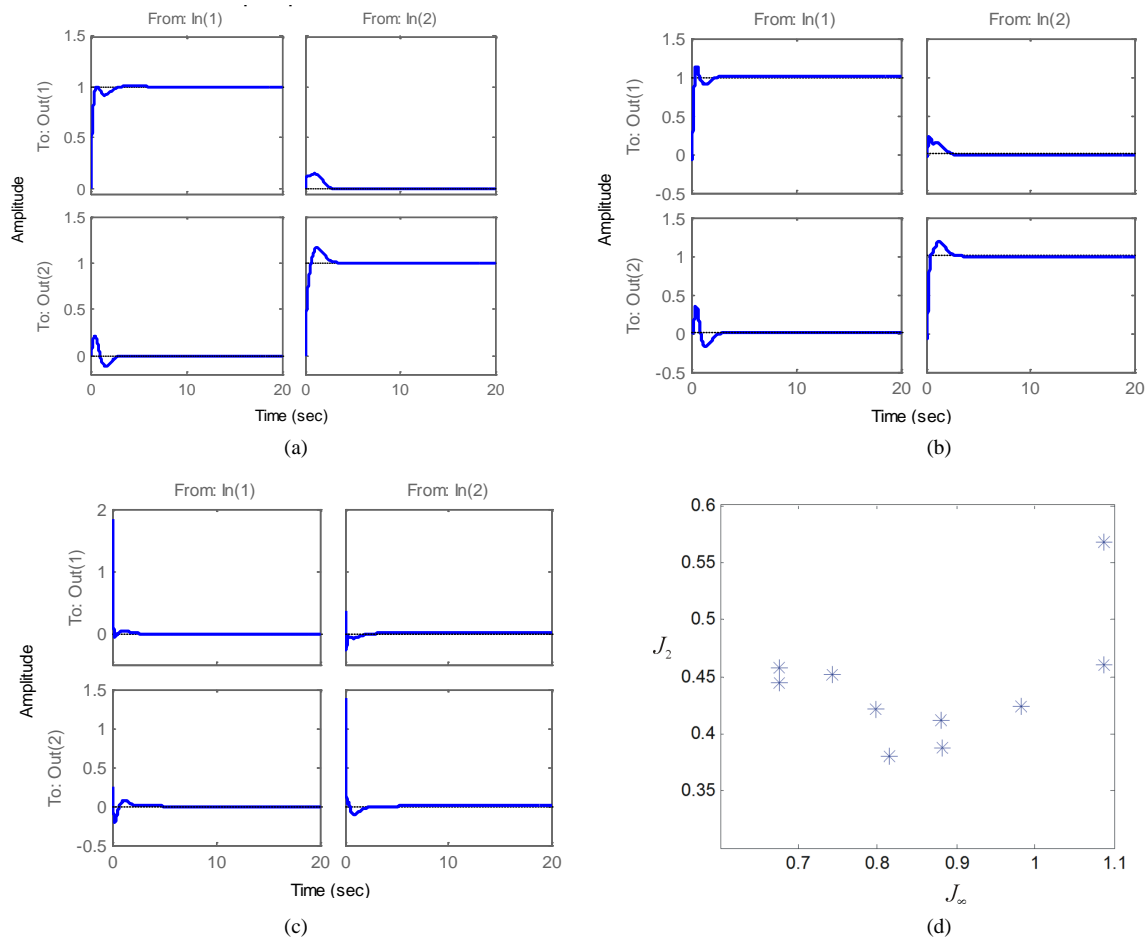 From: In(1)
From: In(2)
1.5
1
0.5
0
To: Out(1)
Amplitude
1.5
1
0.5
0
To: Out(2)
0
10
20
0
10
20
Time (sec)
(a)
From: In(1)
From: In(2)
1.5
1
0.5
0
-0.5
To: Out(1)
Amplitude
1.5
1
0.5
0
-0.5
To: Out(2)
0
10
20
0
10
20
Time (sec)
(b)
From: In(1)
From: In(2)
2
1
0
To: Out(1)
Amplitude
1.5
1
0.5
0
-0.5
To: Out(2)
0
10
20
0
10
20
Time (sec)
(c)
0.6
0.55
0.5
0.45
0.4
0.35
J₂
0.7
0.8
0.9
1
1.1
J∞
(d)